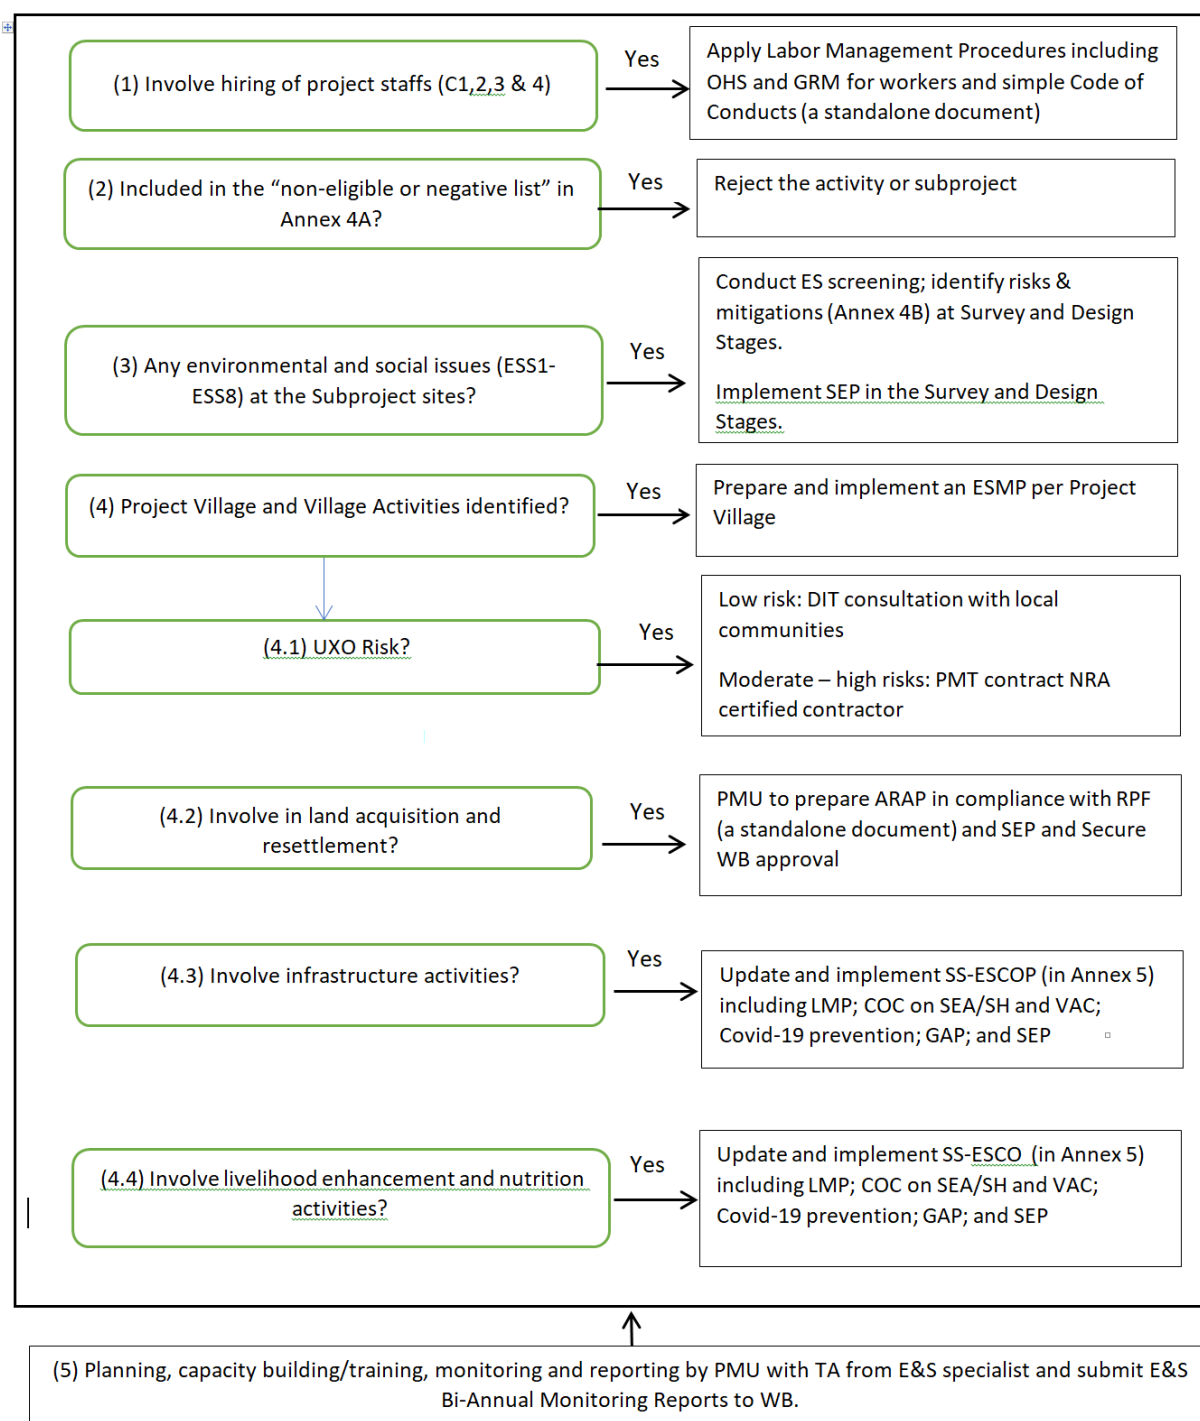 (1) Involve hiring of project staffs (C1,2,3 & 4)
Yes
Apply Labor Management Procedures including
OHS and GRM for workers and simple Code of
Conducts (a standalone document)
(2) Included in the “non-eligible or negative list” in
Annex 4A?
Yes
Reject the activity or subproject
(3) Any environmental and social issues (ESS1-
ESS8) at the Subproject sites?
Yes
Conduct ES screening; identify risks &
mitigations (Annex 4B) at Survey and Design
Stages.
Implement SEP in the Survey and Design
Stages.
(4) Project Village and Village Activities identified?
Yes
Prepare and implement an ESMP per Project
Village
(4.1) UXO Risk?
Yes
Low risk: DIT consultation with local
communities
Moderate – high risks: PMT contract NRA
certified contractor
(4.2) Involve in land acquisition and
resettlement?
Yes
PMU to prepare ARAP in compliance with RPF
(a standalone document) and SEP and Secure
WB approval
(4.3) Involve infrastructure activities?
Yes
Update and implement SS-ESCOP (in Annex 5)
including LMP; COC on SEA/SH and VAC;
Covid-19 prevention; GAP; and SEP
(4.4) Involve livelihood enhancement and nutrition
activities?
Yes
Update and implement SS-ESCO (in Annex 5)
including LMP; COC on SEA/SH and VAC;
Covid-19 prevention; GAP; and SEP
(5) Planning, capacity building/training, monitoring and reporting by PMU with TA from E&S specialist and submit E&S
Bi-Annual Monitoring Reports to WB.